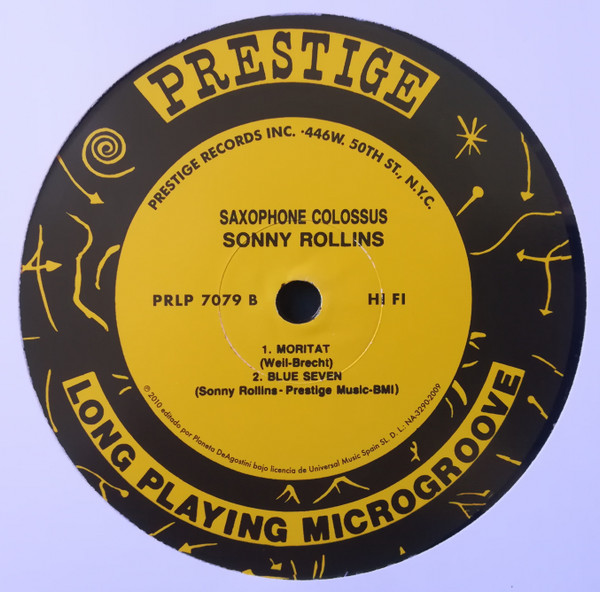 PRESTIGE
PRESTIGE RECORDS INC. ·446W. 50TH ST., N.Y.C.
SAXOPHONE COLOSSUS
SONNY ROLLINS
PRLP 7079 B HI FI
1. MORITAT
(Weil-Brecht)
2. BLUE SEVEN
(Sonny Rollins - Prestige Music-BMI)
℗ 2010 editado por Planeta DeAgostini bajo licencia de Universal Music Spain SL D. L.: NA-3290-2009
LONG PLAYING MICROGROOVE